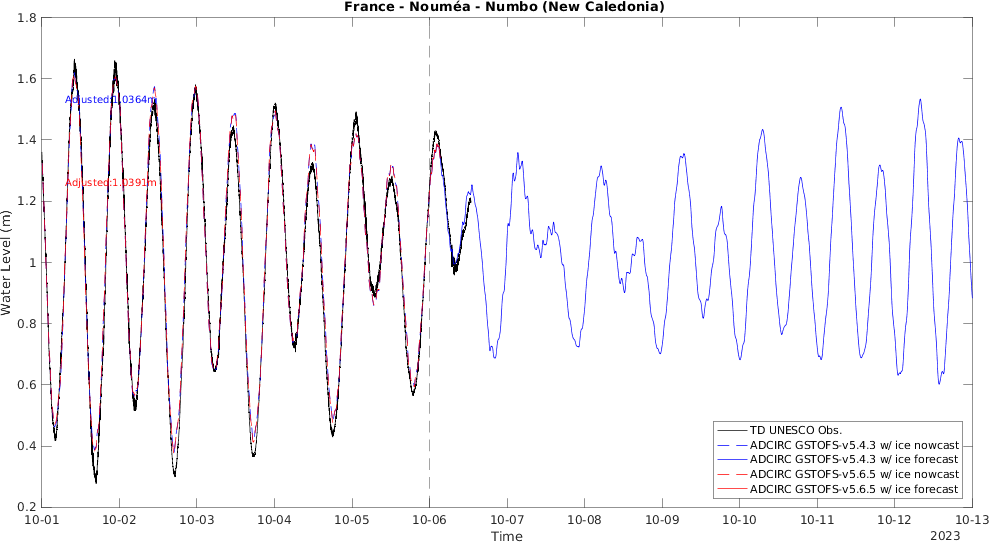 France - Nouméa - Numbo (New Caledonia)
1.8
1.6
1.4
1.2
1
0.8
0.6
0.4
0.2
Water Level (m)
Adjusted:1.0364m
Adjusted:1.0391m
TD UNESCO Obs.
ADCIRC GSTOFS-v5.4.3 w/ ice nowcast
ADCIRC GSTOFS-v5.4.3 w/ ice forecast
ADCIRC GSTOFS-v5.6.5 w/ ice nowcast
ADCIRC GSTOFS-v5.6.5 w/ ice forecast
10-01 10-02 10-03 10-04 10-05 10-06 10-07 10-08 10-09 10-10 10-11 10-12 10-13
Time
2023